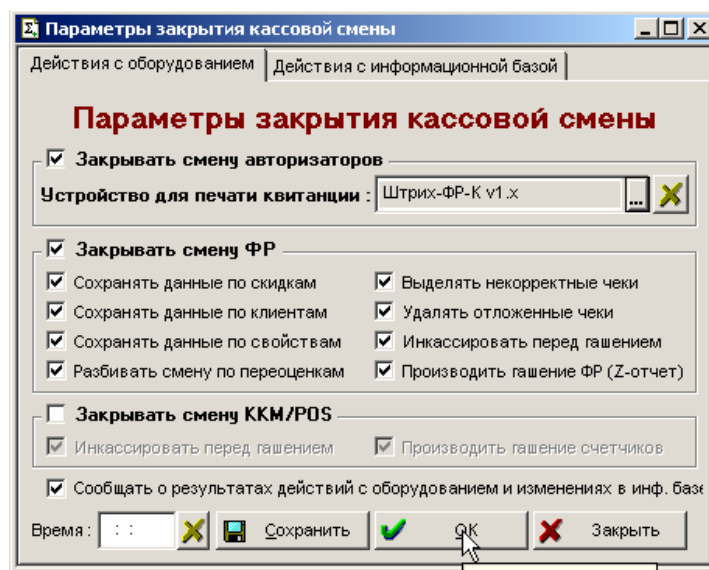 Параметры закрытия кассовой смены
Действия с оборудованием Действия с информационной базой
Параметры закрытия кассовой смены
Закрывать смену авторизаторов
Устройство для печати квитанции : Штрих-ФР-К v1.x ...
Закрывать смену ФР
Сохранять данные по скидкам Выделять некорректные чеки
Сохранять данные по клиентам Удалять отложенные чеки
Сохранять данные по свойствам Инкассировать перед гашением
Разбивать смену по переоценкам Производить гашение ФР (Z-отчет)
Закрывать смену ККМ/POS
Инкассировать перед гашением Производить гашение счетчиков
Сообщать о результатах действий с оборудованием и изменениях в инф. базе
Время : : : Сохранить OK Закрыть